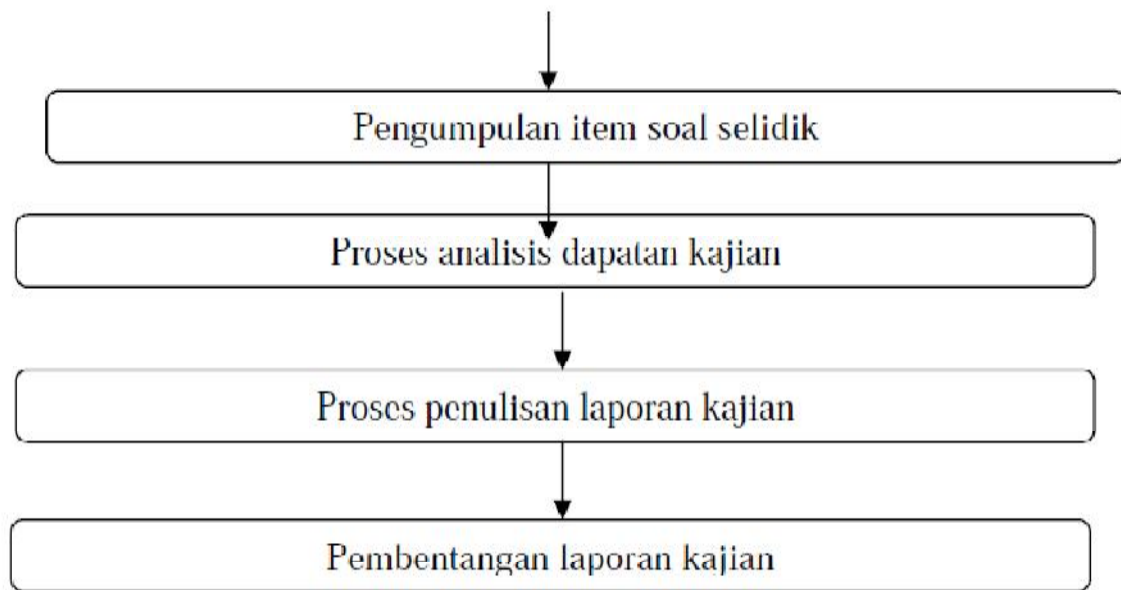 Pengumpulan item soal selidik
Proses analisis dapatan kajian
Proses penulisan laporan kajian
Pembentangan laporan kajian